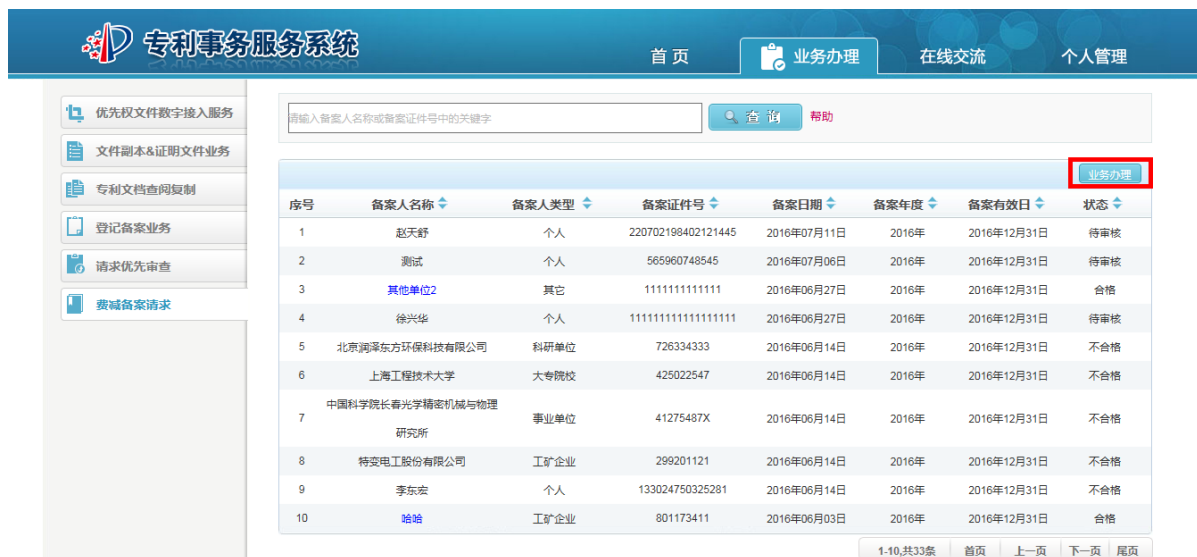 专利事务服务系统
首页 业务办理 在线交流 个人管理
优先权文件数字接入服务
文件副本&证明文件业务
专利文档查阅复制
登记备案业务
请求优先审查
费减备案请求
请输入备案人名称或备案证件号中的关键字 查询 帮助
业务办理
序号 备案人名称 备案人类型 备案证件号 备案日期 备案年度 备案有效日 状态
1 赵天舒 个人 220702198402121445 2016年07月11日 2016年 2016年12月31日 待审核
2 测试 个人 565960748545 2016年07月06日 2016年 2016年12月31日 待审核
3 其他单位2 其它 1111111111111 2016年06月27日 2016年 2016年12月31日 合格
4 徐兴华 个人 111111111111111111 2016年06月27日 2016年 2016年12月31日 待审核
5 北京润泽东方环保科技有限公司 科研单位 726334333 2016年06月14日 2016年 2016年12月31日 不合格
6 上海工程技术大学 大专院校 425022547 2016年06月14日 2016年 2016年12月31日 不合格
7 中国科学院长春光学精密机械与物理
研究所 事业单位 41275487X 2016年06月14日 2016年 2016年12月31日 不合格
8 特变电工股份有限公司 工矿企业 299201121 2016年06月14日 2016年 2016年12月31日 不合格
9 李东宏 个人 133024750325281 2016年06月14日 2016年 2016年12月31日 不合格
10 哈哈 工矿企业 801173411 2016年06月03日 2016年 2016年12月31日 合格
1-10,共33条 首页 上一页 下一页 尾页